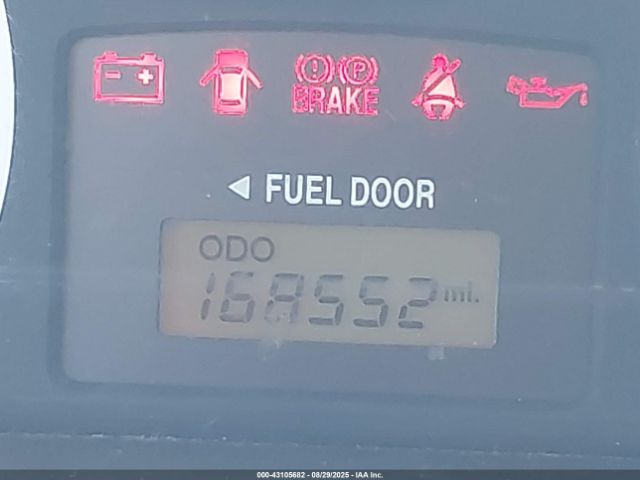 BRAKE
◀ FUEL DOOR
ODO
168552 mi.
000-43105682 - 08/29/2025 - IAA Inc.